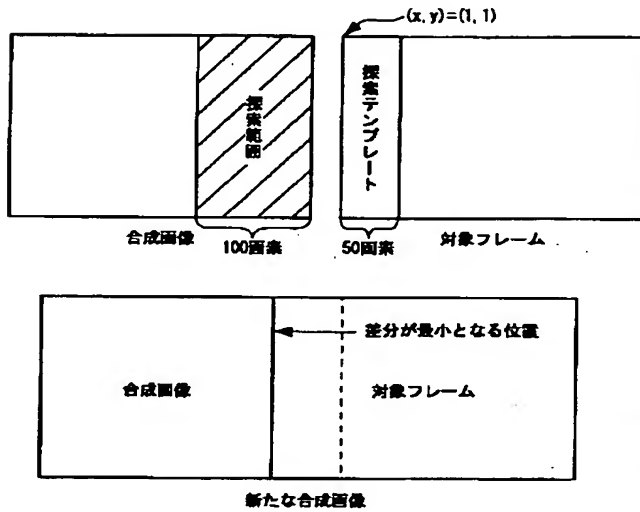 (x, y)=(1, 1)
探索範囲
探索テンプレート
合成画像
100画素
50画素
対象フレーム
差分が最小となる位置
合成画像
対象フレーム
新たな合成画像